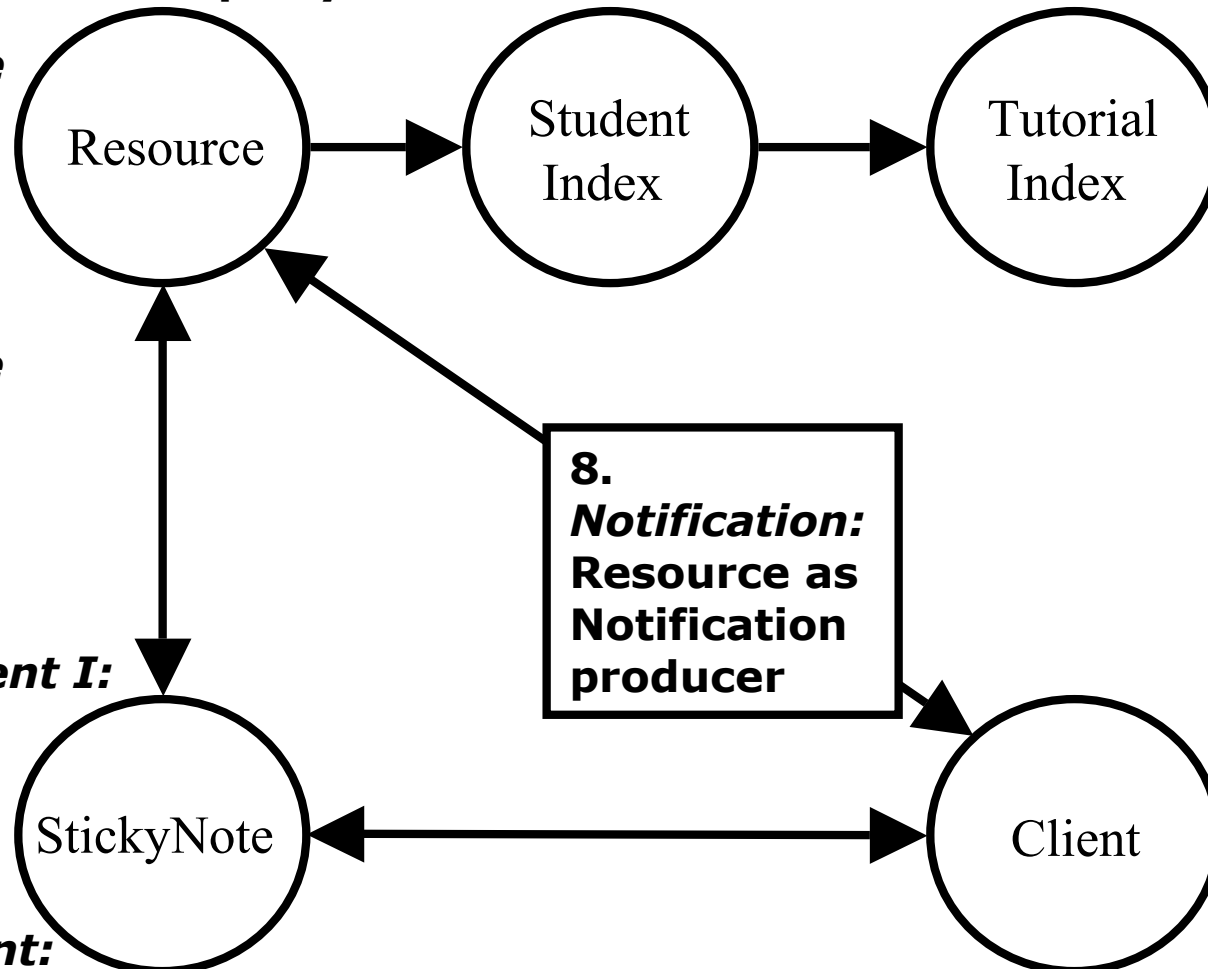 Resource
Student
Index
Tutorial
Index
8.
Notification:
Resource as
Notification
producer
ent I:
StickyNote
Client
nt: